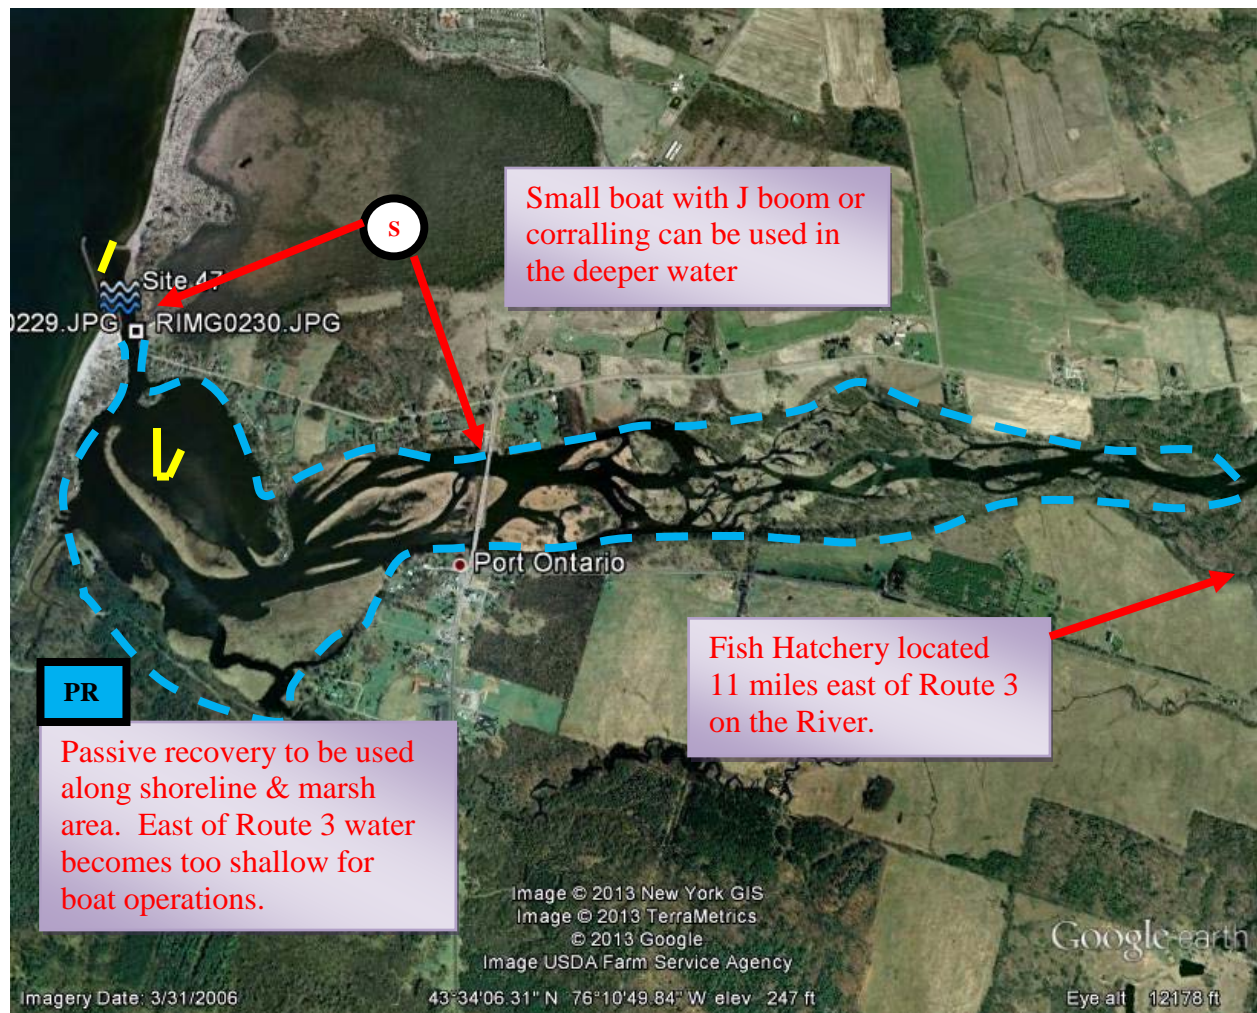 Small boat with J boom or
corralling can be used in
the deeper water
S
Site 47
0229.JPG
RIMG0230.JPG
Port Ontario
Fish Hatchery located
11 miles east of Route 3
on the River.
PR
Passive recovery to be used
along shoreline & marsh
area. East of Route 3 water
becomes too shallow for
boat operations.
Image © 2013 New York GIS
Image © 2013 TerraMetrics
© 2013 Google
Image USDA Farm Service Agency
Google earth
Imagery Date: 3/31/2006
43°34'06.31" N 76°10'49.84" W elev 247 ft
Eye alt 12178 ft